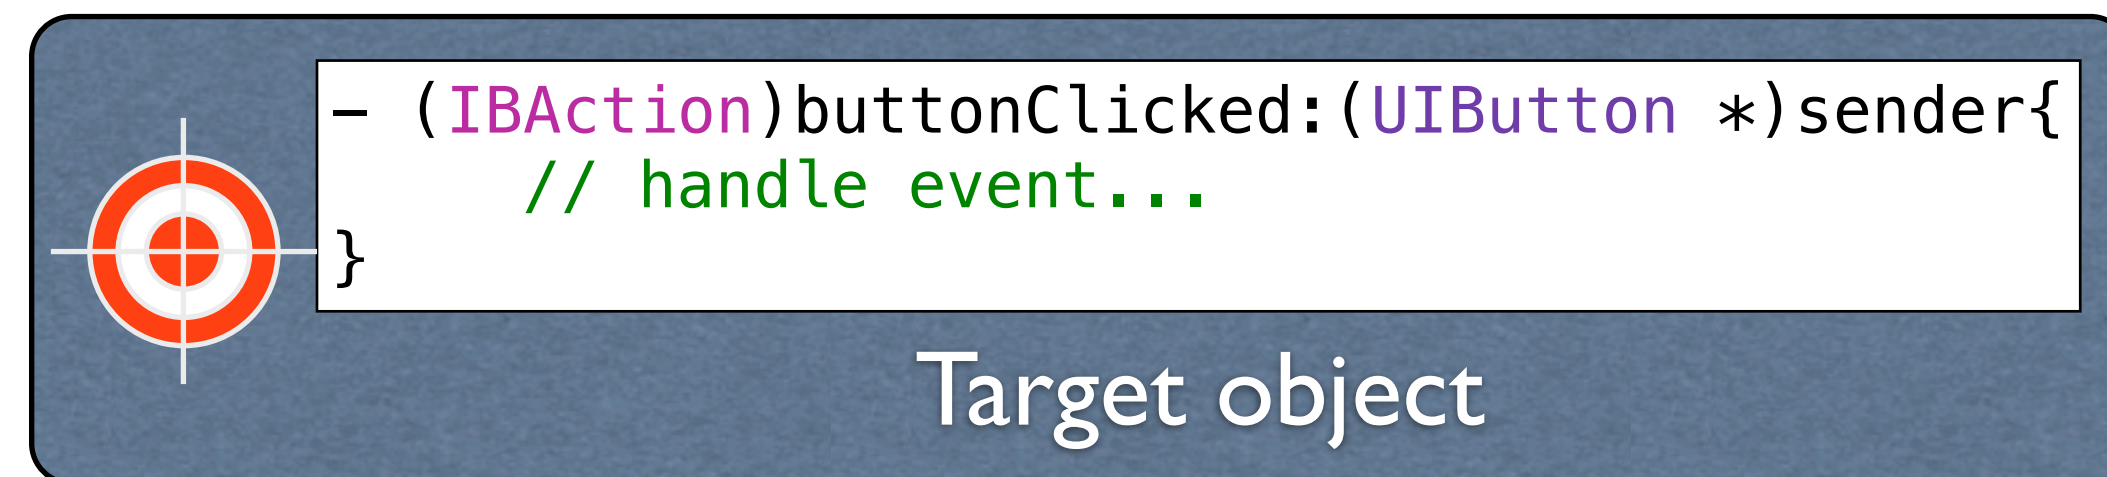 - (IBAction)buttonClicked:(UIButton *)sender{
// handle event...
}
Target object